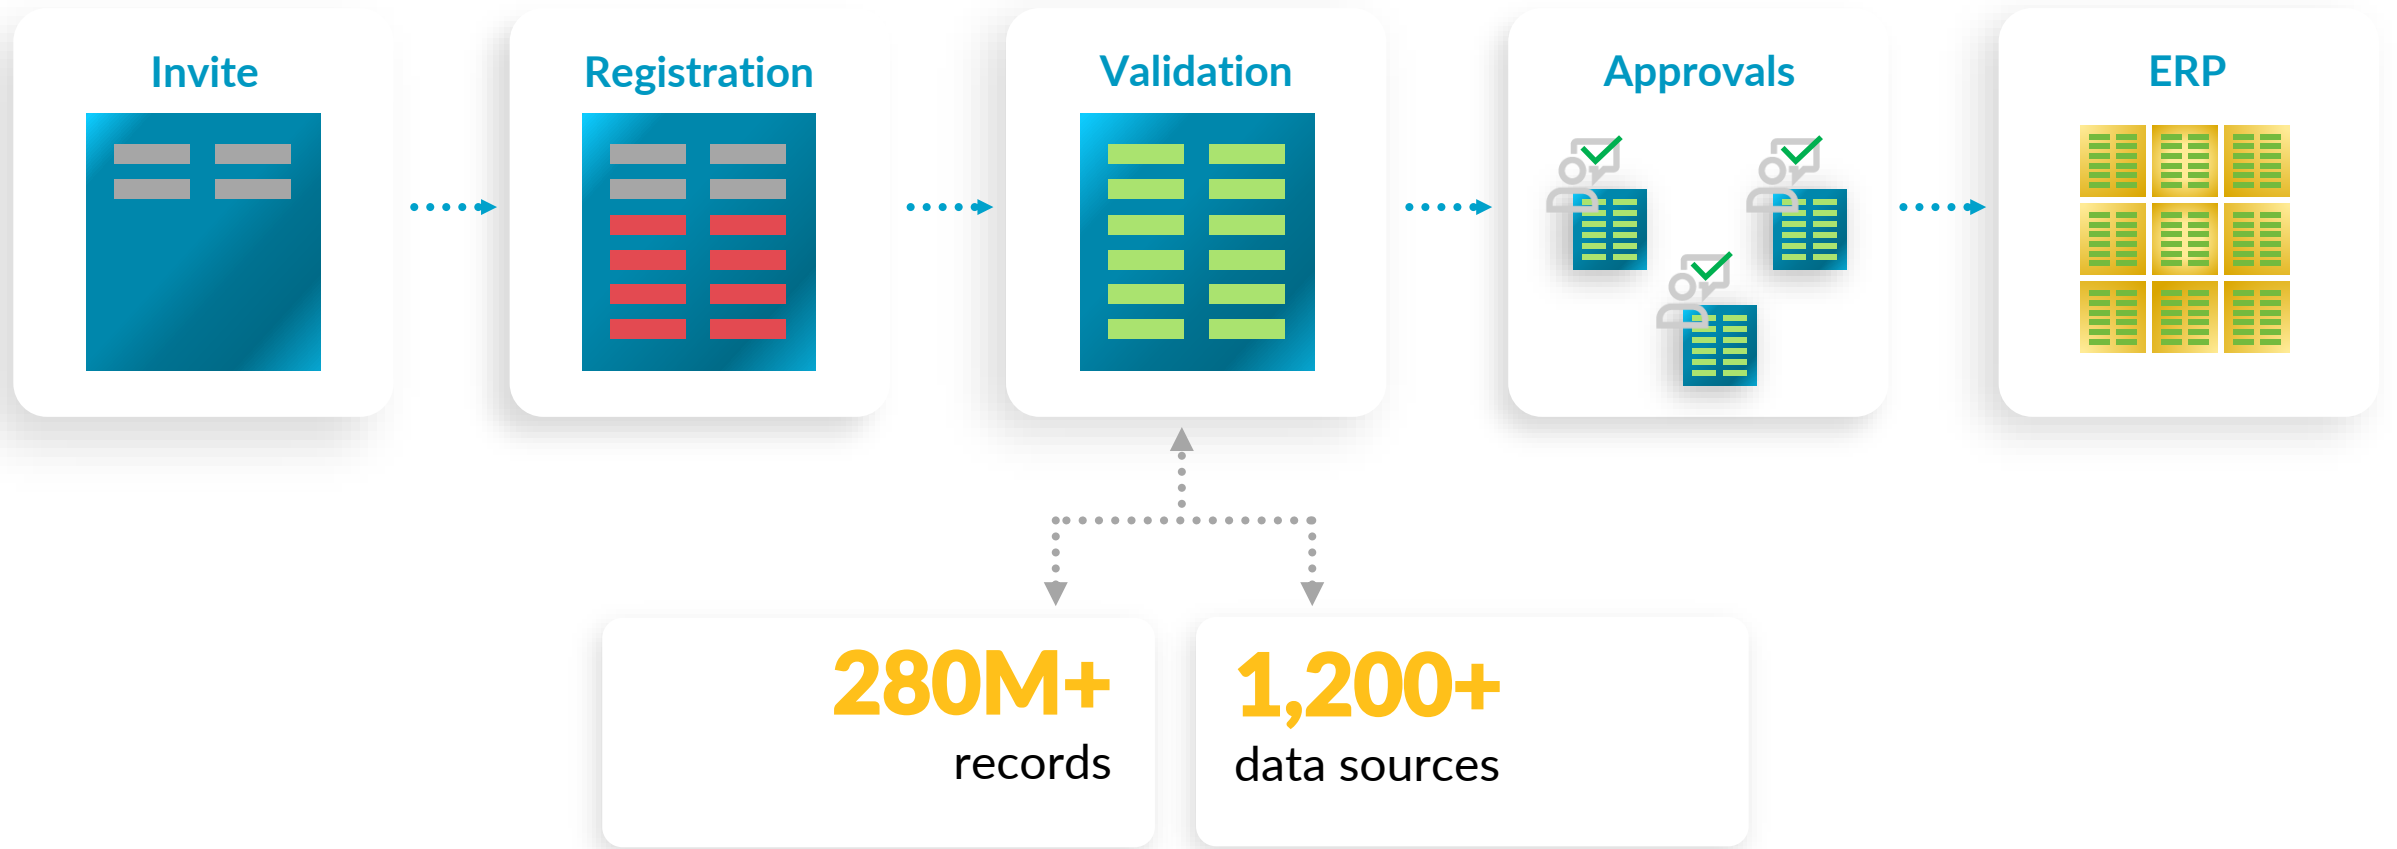 Invite
Registration
Validation
Approvals
ERP
280M+
records
1,200+
data sources